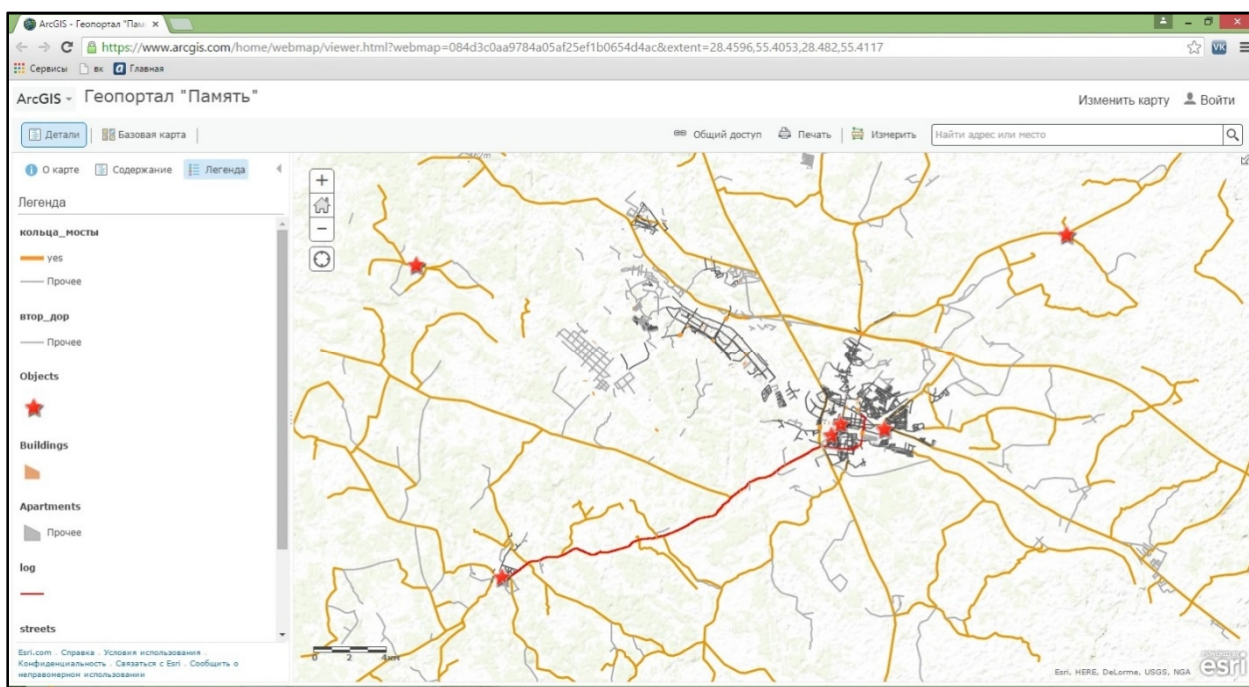 ArcGIS - Геопортал "Пам
https://www.arcgis.com/home/webmap/viewer.html?webmap=084d3c0aa9784a05af25ef1b0654d4ac&extent=28.4596,55.4053,28.482,55.4117
VK
Сервисы вк Главная
ArcGIS Геопортал "Память"
Изменить карту Войти
Детали Базовая карта Общий доступ Печать Измерить Найти адрес или место
О карте Содержание Легенда
Легенда
кольца_мосты
yes
Прочее
втор_дор
Прочее
Objects
Buildings
Apartments
Прочее
log
streets
Esri.com . Справка . Условия использования .
Конфиденциальность . Связаться с Esri . Сообщить о
неправомерном использовании
0 2 4км
Esri, HERE, DeLorme, USGS, NGA
POWERED BY
esri